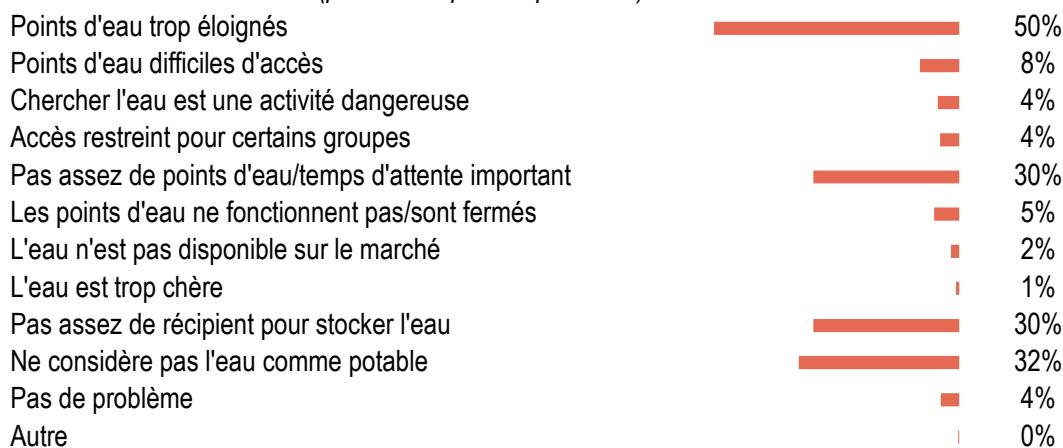 Points d'eau trop éloignés 50%
Points d'eau difficiles d'accès 8%
Chercher l'eau est une activité dangereuse 4%
Accès restreint pour certains groupes 4%
Pas assez de points d'eau/temps d'attente important 30%
Les points d'eau ne fonctionnent pas/sont fermés 5%
L'eau n'est pas disponible sur le marché 2%
L'eau est trop chère 1%
Pas assez de récipient pour stocker l'eau 30%
Ne considère pas l'eau comme potable 32%
Pas de problème 4%
Autre 0%